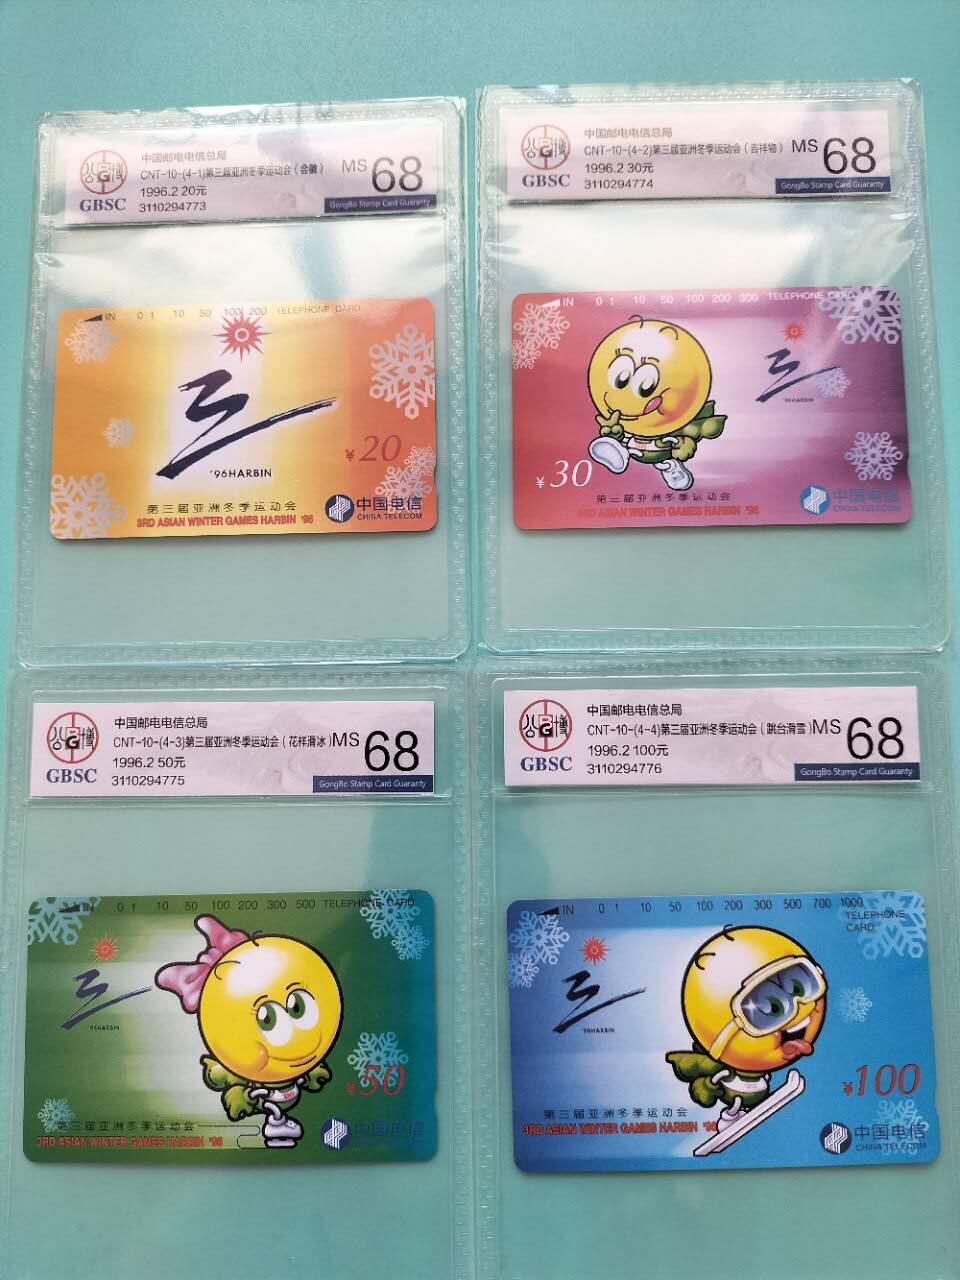 公博
GBSC
中国邮电电信总局
CNT-10-(4-1)第三届亚洲冬季运动会(会徽)
1996.2 20元
3110294773
MS 68
GongBo Stamp Card Guaranty
IN 0 1 10 50 100 200 TELEPHONE CARD
'96HARBIN
¥20
第三届亚洲冬季运动会
3RD ASIAN WINTER GAMES HARBIN '96
中国电信
CHINA TELECOM
公博
GBSC
中国邮电电信总局
CNT-10-(4-2)第三届亚洲冬季运动会(吉祥物)
1996.2 30元
3110294774
MS 68
GongBo Stamp Card Guaranty
IN 0 1 10 50 100 200 300 TELEPHONE CARD
'96HARBIN
¥30
第三届亚洲冬季运动会
3RD ASIAN WINTER GAMES HARBIN '96
中国电信
CHINA TELECOM
公博
GBSC
中国邮电电信总局
CNT-10-(4-3)第三届亚洲冬季运动会(花样滑冰)
1996.2 50元
3110294775
MS 68
GongBo Stamp Card Guaranty
IN 0 1 10 50 100 200 300 500 TELEPHONE CARD
'96HARBIN
¥50
第三届亚洲冬季运动会
3RD ASIAN WINTER GAMES HARBIN '96
中国电信
CHINA TELECOM
公博
GBSC
中国邮电电信总局
CNT-10-(4-4)第三届亚洲冬季运动会(跳台滑雪)
1996.2 100元
3110294776
MS 68
GongBo Stamp Card Guaranty
IN 0 1 10 50 100 200 300 500 700 1000
TELEPHONE
CARD
'96HARBIN
¥100
第三届亚洲冬季运动会
3RD ASIAN WINTER GAMES HARBIN '96
中国电信
CHINA TELECOM